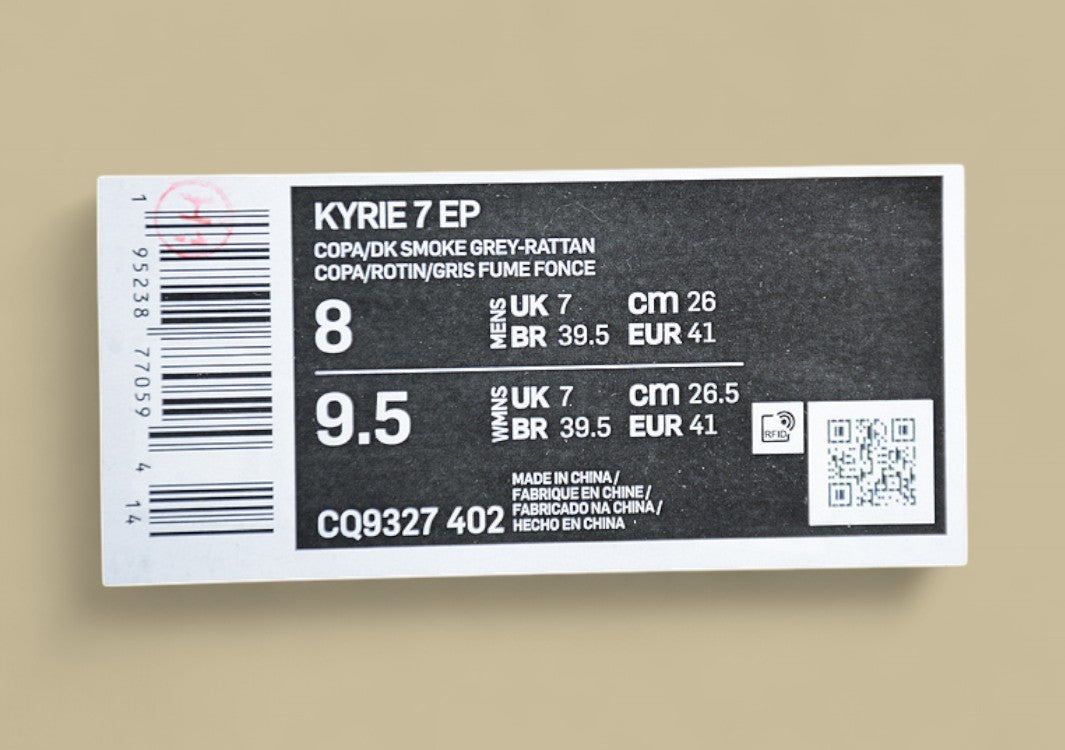 1 95238 77059 4 14
KYRIE 7 EP
COPA/DK SMOKE GREY-RATTAN
COPA/ROTIN/GRIS FUME FONCE
8 MENS UK 7 cm 26
BR 39.5 EUR 41
9.5 WMNS UK 7 cm 26.5
BR 39.5 EUR 41
RFID
MADE IN CHINA /
FABRIQUE EN CHINE /
FABRICADO NA CHINA /
CQ9327 402 HECHO EN CHINA